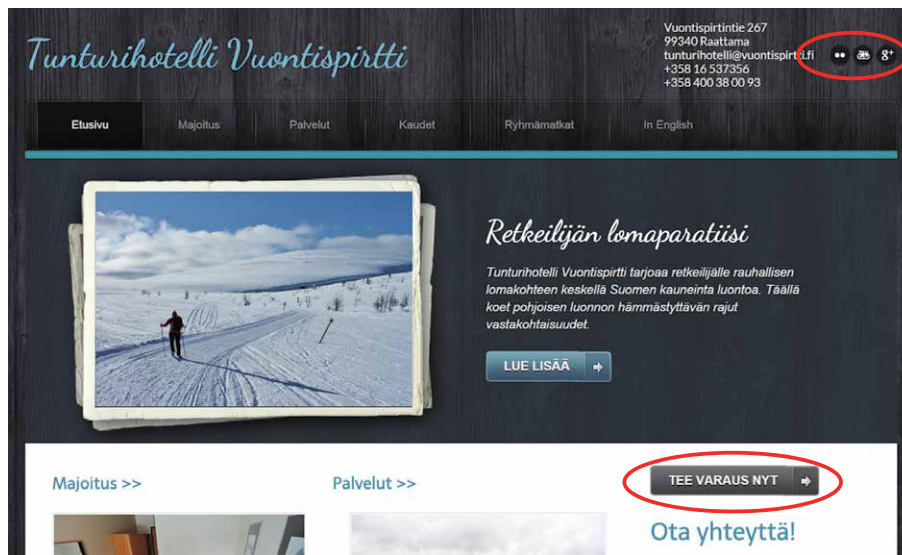 Tunturihotelli Vuontispirtti
Vuontispirtintie 267
99340 Raattama
tunturihotelli@vuontispirtti.fi
+358 16 537356
+358 400 38 00 93
g+
Etusivu
Majoitus
Palvelut
Kaudet
Ryhmämatkat
In English
Retkeilijän lomaparatiisi
Tunturihotelli Vuontispirtti tarjoaa retkeilijälle rauhallisen
lomakohteen keskellä Suomen kauneinta luontoa. Täällä
koet pohjoisen luonnon hämmästyttävän rajut
vastakohtaisuudet.
LUE LISÄÄ
Majoitus >>
Palvelut >>
TEE VARAUS NYT
Ota yhteyttä!